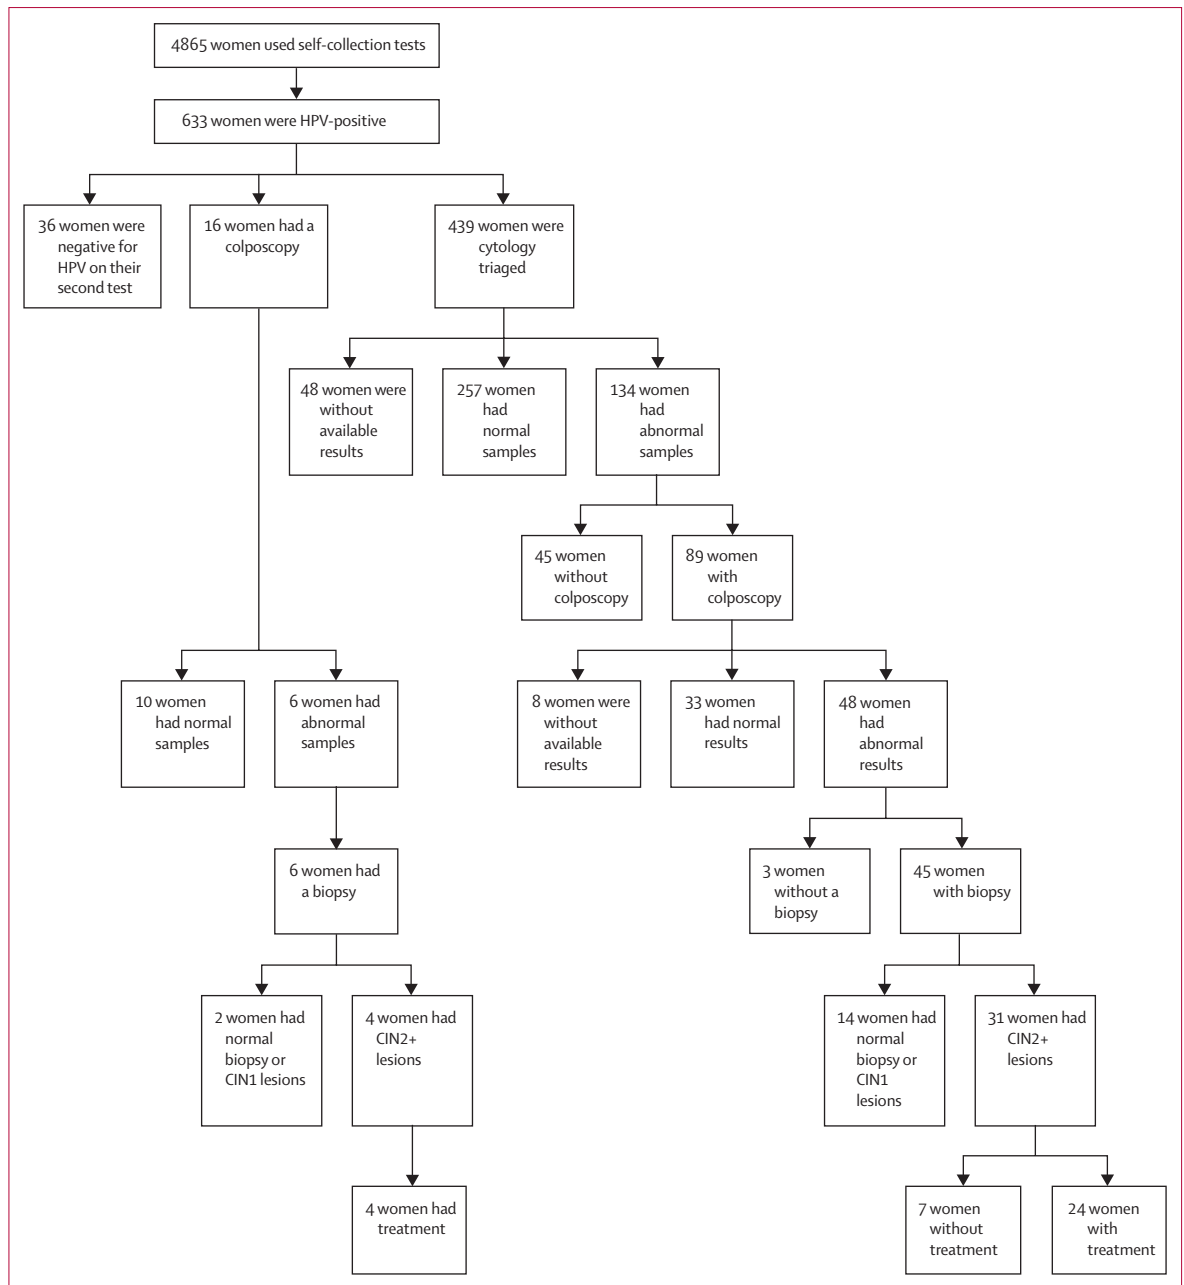 4865 women used self-collection tests
633 women were HPV-positive
36 women were
negative for
HPV on their
second test
16 women had a
colposcopy
439 women were
cytology
triaged
48 women were
without
available
results
257 women
had
normal
samples
134 women
had
abnormal
samples
45 women
without
colposcopy
89 women
with
colposcopy
10 women
had normal
samples
6 women had
abnormal
samples
8 women were
without
available
results
33 women
had normal
results
48 women
had
abnormal
results
6 women had
a biopsy
3 women
without a
biopsy
45 women
with biopsy
2 women had
normal
biopsy or
CIN1 lesions
4 women had
CIN2+
lesions
14 women had
normal
biopsy or
CIN1
lesions
31 women had
CIN2+
lesions
4 women had
treatment
7 women
without
treatment
24 women
with
treatment